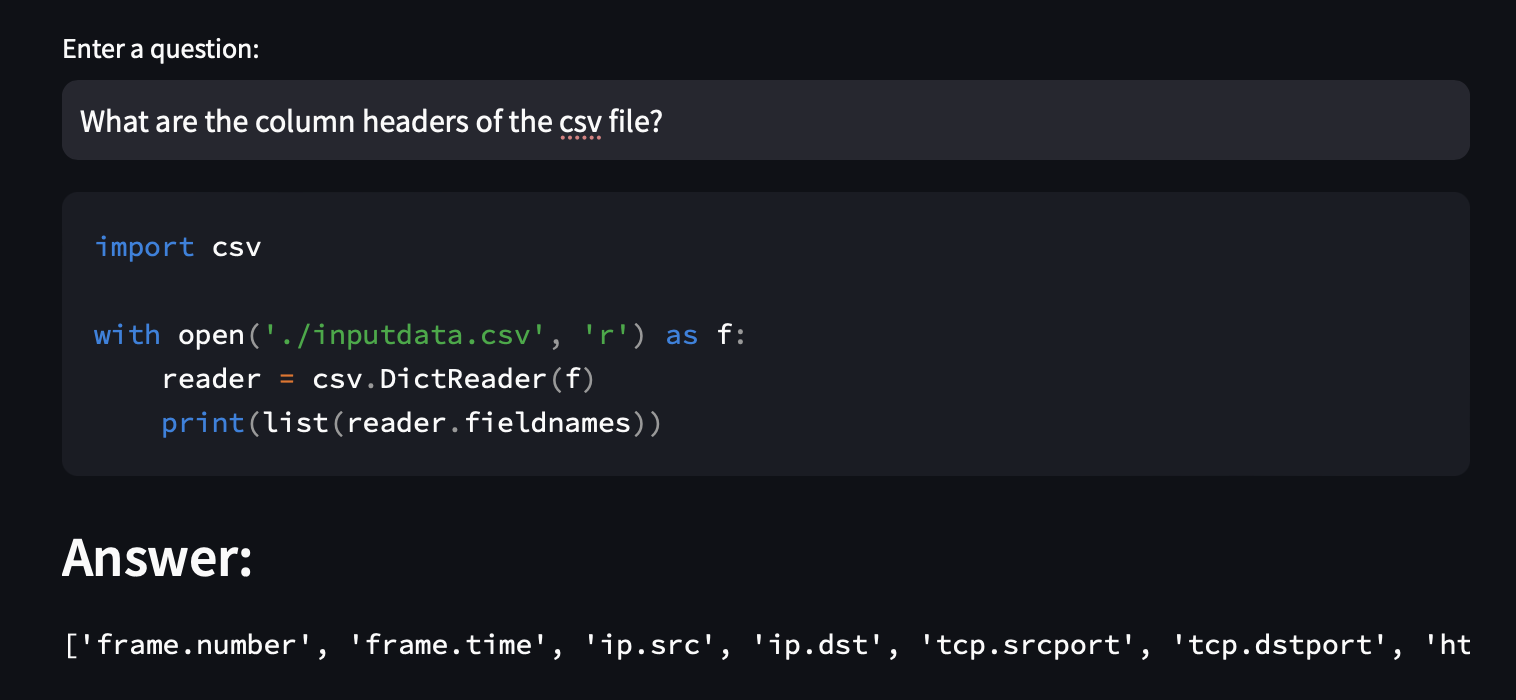 Enter a question:
What are the column headers of the csv file?
import csv
with open('./inputdata.csv', 'r') as f:
    reader = csv.DictReader(f)
    print(list(reader.fieldnames))
Answer:
['frame.number', 'frame.time', 'ip.src', 'ip.dst', 'tcp.srcport', 'tcp.dstport', 'ht